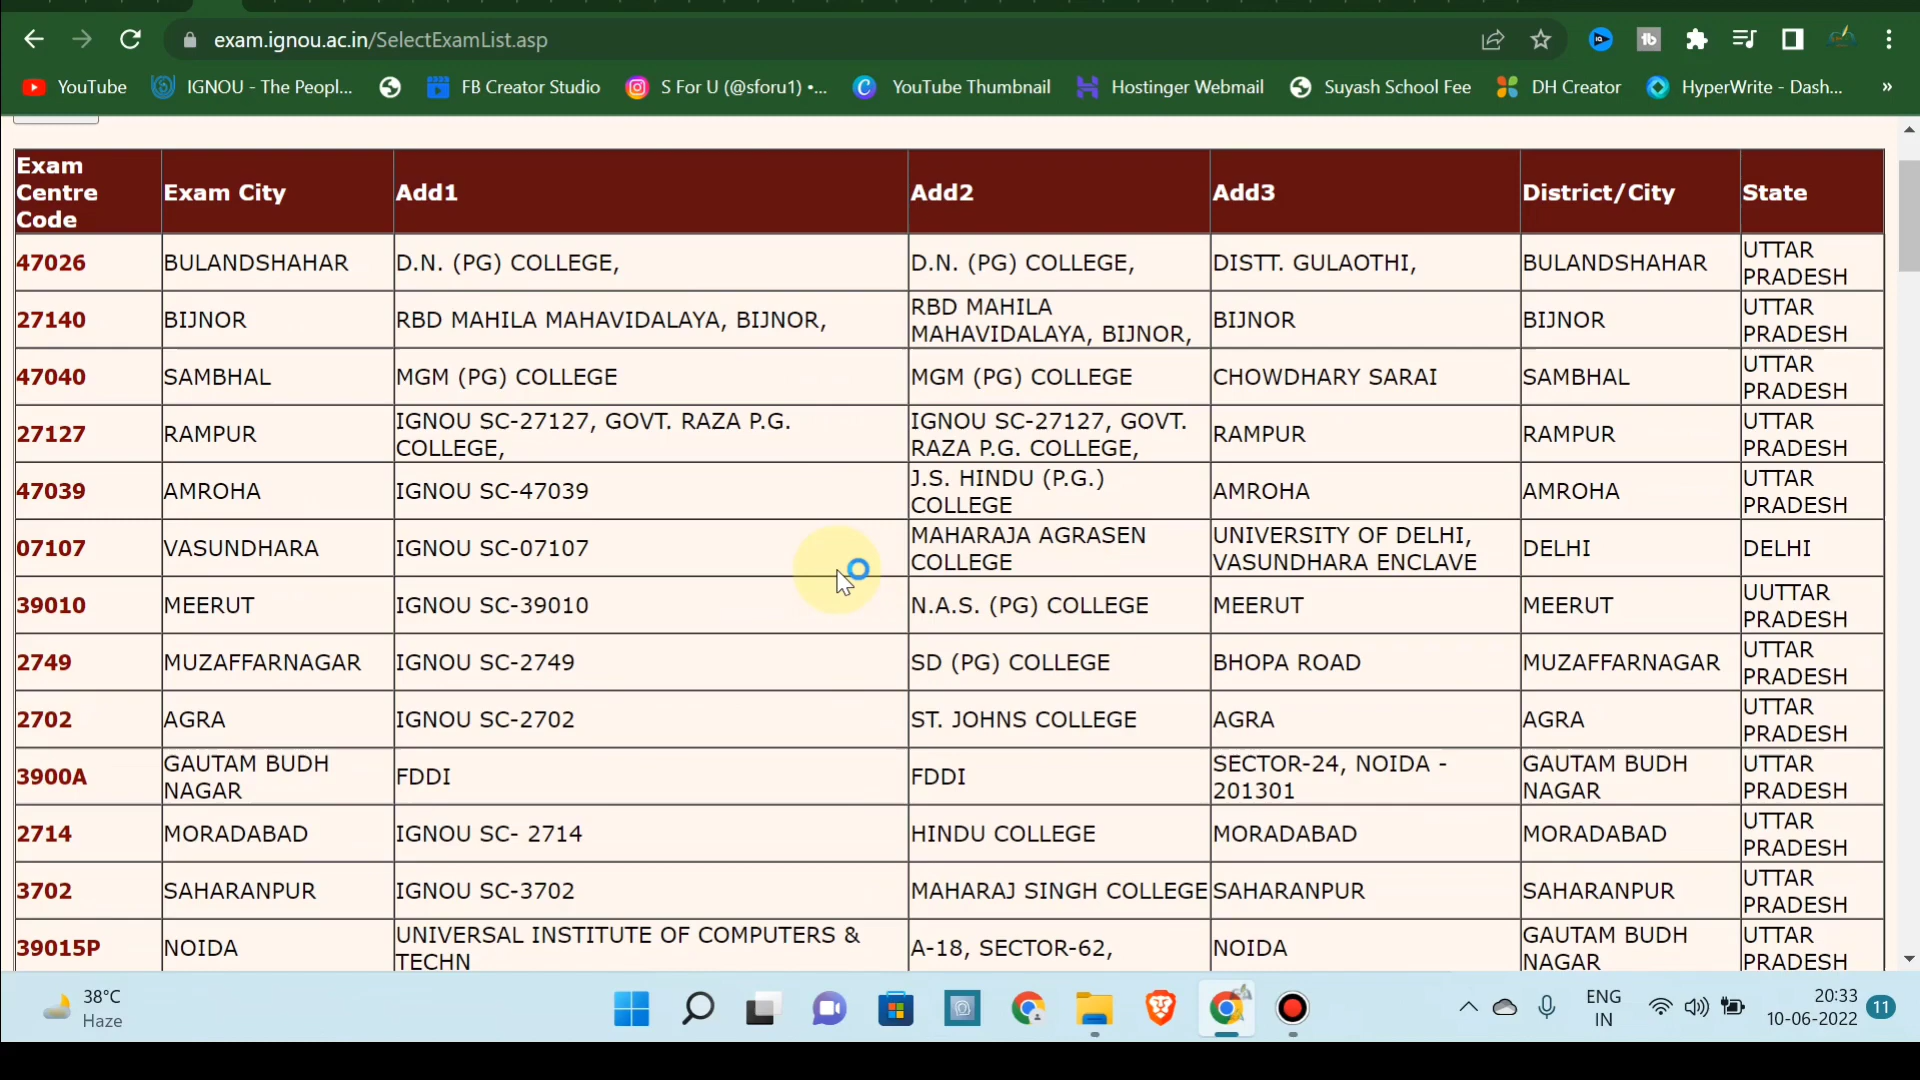 exam.ignou.ac.in/SelectExamList.asp
YouTube IGNOU - The Peopl... FB Creator Studio S For U (@sforu1) •... YouTube Thumbnail Hostinger Webmail Suyash School Fee DH Creator HyperWrite - Dash... »
Exam
Centre
Code
Exam City Add1 Add2 Add3 District/City State
47026 BULANDSHAHAR D.N. (PG) COLLEGE, D.N. (PG) COLLEGE, DISTT. GULAOTHI, BULANDSHAHAR UTTAR
PRADESH
27140 BIJNOR RBD MAHILA MAHAVIDALAYA, BIJNOR, RBD MAHILA
MAHAVIDALAYA, BIJNOR, BIJNOR BIJNOR UTTAR
PRADESH
47040 SAMBHAL MGM (PG) COLLEGE MGM (PG) COLLEGE CHOWDHARY SARAI SAMBHAL UTTAR
PRADESH
27127 RAMPUR IGNOU SC-27127, GOVT. RAZA P.G.
COLLEGE, IGNOU SC-27127, GOVT.
RAZA P.G. COLLEGE, RAMPUR RAMPUR UTTAR
PRADESH
47039 AMROHA IGNOU SC-47039 J.S. HINDU (P.G.)
COLLEGE AMROHA AMROHA UTTAR
PRADESH
07107 VASUNDHARA IGNOU SC-07107 MAHARAJA AGRASEN
COLLEGE UNIVERSITY OF DELHI,
VASUNDHARA ENCLAVE DELHI DELHI
39010 MEERUT IGNOU SC-39010 N.A.S. (PG) COLLEGE MEERUT MEERUT UUTTAR
PRADESH
2749 MUZAFFARNAGAR IGNOU SC-2749 SD (PG) COLLEGE BHOPA ROAD MUZAFFARNAGAR UTTAR
PRADESH
2702 AGRA IGNOU SC-2702 ST. JOHNS COLLEGE AGRA AGRA UTTAR
PRADESH
3900A GAUTAM BUDH
NAGAR FDDI FDDI SECTOR-24, NOIDA -
201301 GAUTAM BUDH
NAGAR UTTAR
PRADESH
2714 MORADABAD IGNOU SC- 2714 HINDU COLLEGE MORADABAD MORADABAD UTTAR
PRADESH
3702 SAHARANPUR IGNOU SC-3702 MAHARAJ SINGH COLLEGE SAHARANPUR SAHARANPUR UTTAR
PRADESH
39015P NOIDA UNIVERSAL INSTITUTE OF COMPUTERS &
TECHN A-18, SECTOR-62, NOIDA GAUTAM BUDH
NAGAR UTTAR
PRADESH
38°C
Haze
ENG
IN
20:33
10-06-2022
11